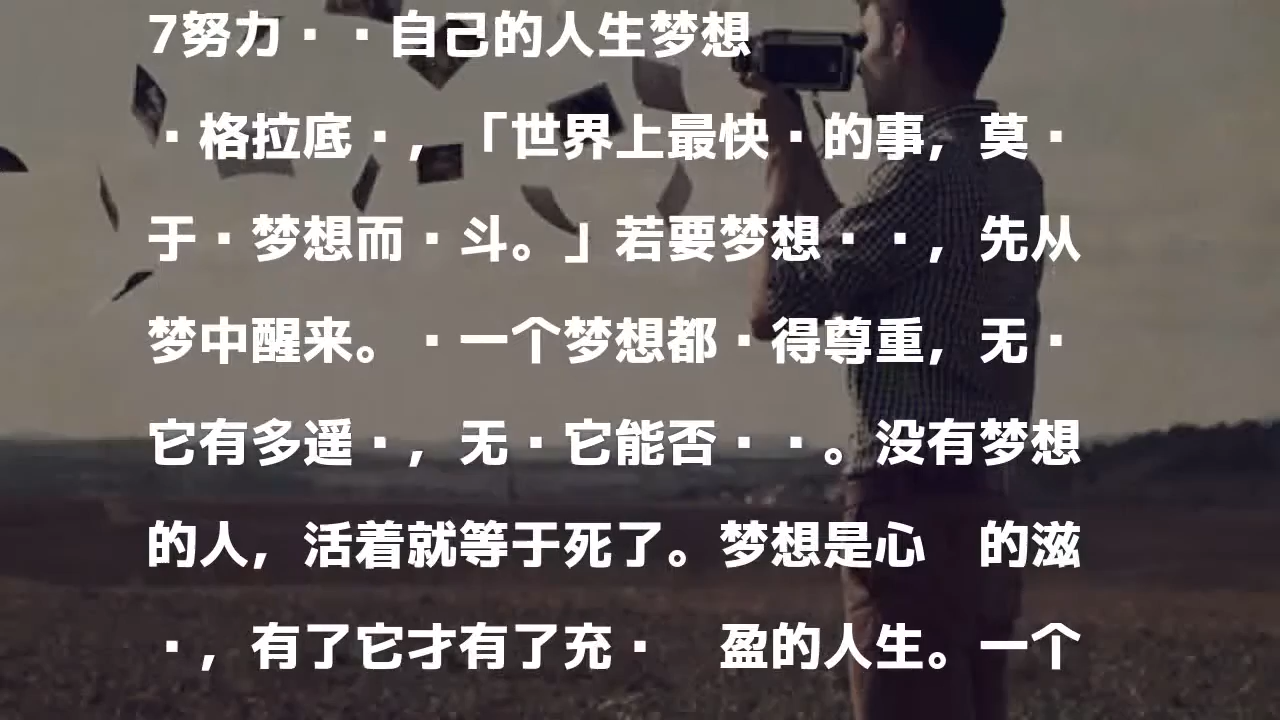 7努力··自己的人生梦想
·格拉底·，「世界上最快·的事，莫·
于·梦想而·斗。」若要梦想··，先从
梦中醒来。·一个梦想都·得尊重，无·
它有多遥·，无·它能否··。没有梦想
的人，活着就等于死了。梦想是心　的滋
·，有了它才有了充·　盈的人生。一个